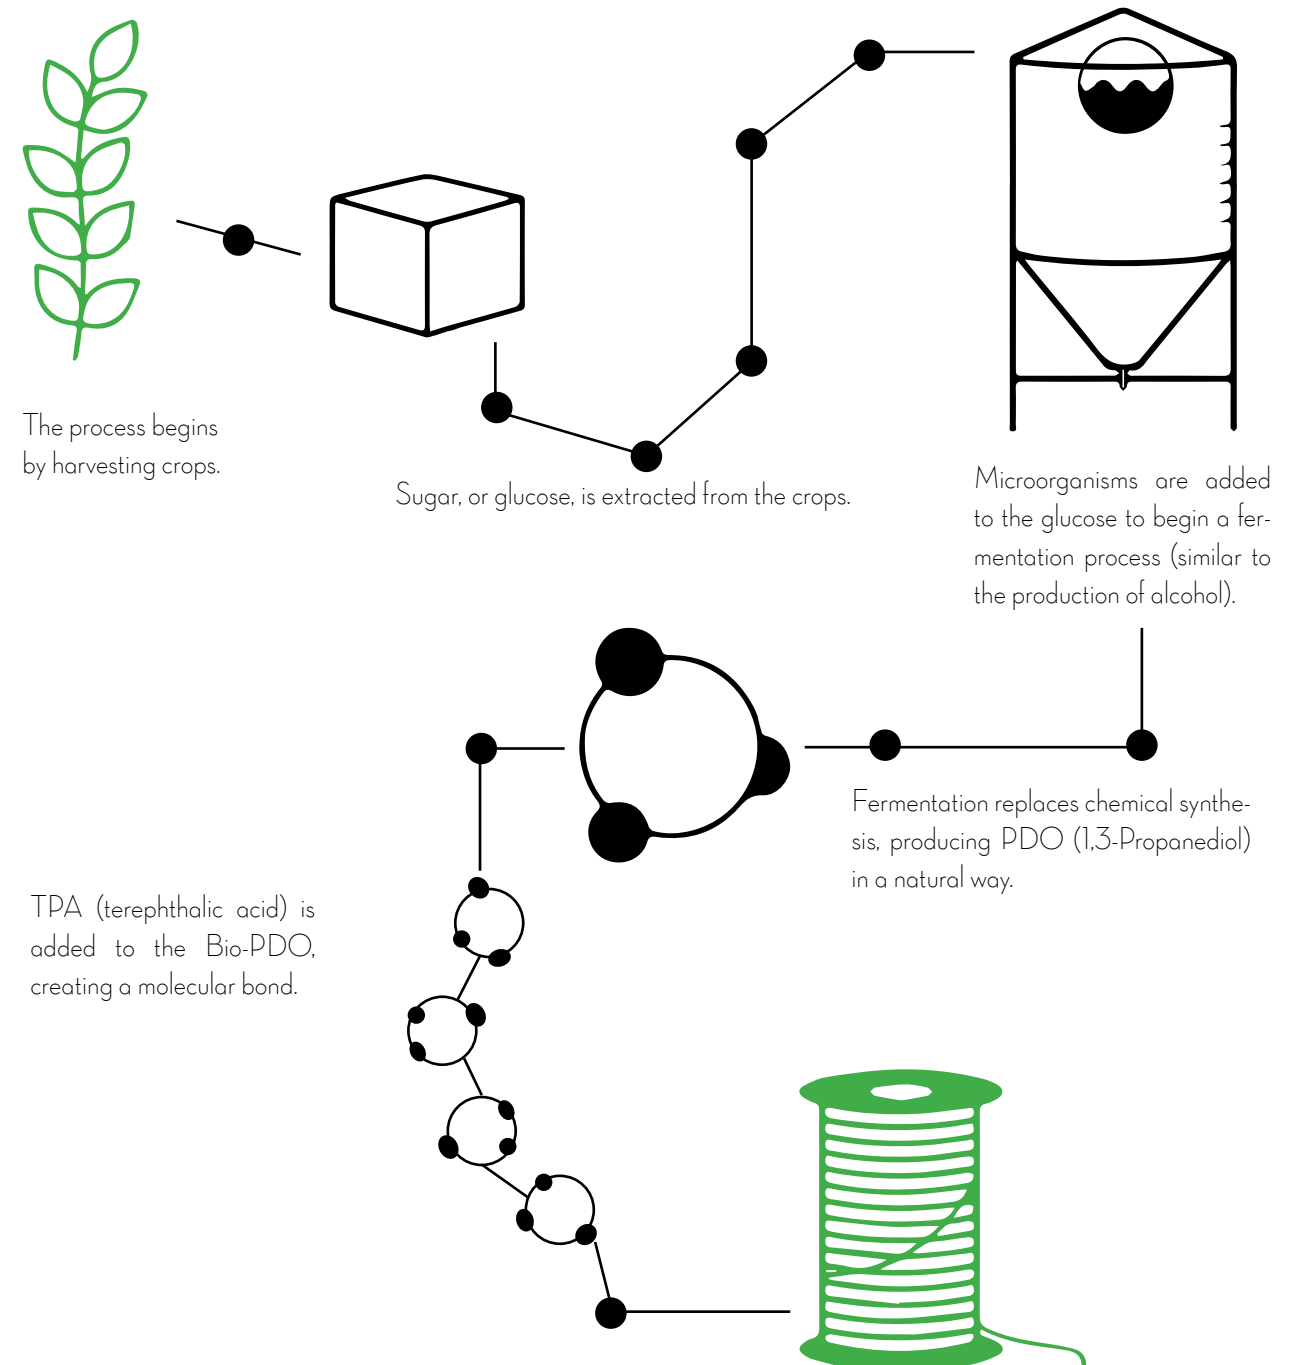 The process begins
by harvesting crops.
Sugar, or glucose, is extracted from the crops.
Microorganisms are added
to the glucose to begin a fer-
mentation process (similar to
the production of alcohol).
Fermentation replaces chemical synthe-
sis, producing PDO (1,3-Propanediol)
in a natural way.
TPA (terephthalic acid) is
added to the Bio-PDO,
creating a molecular bond.